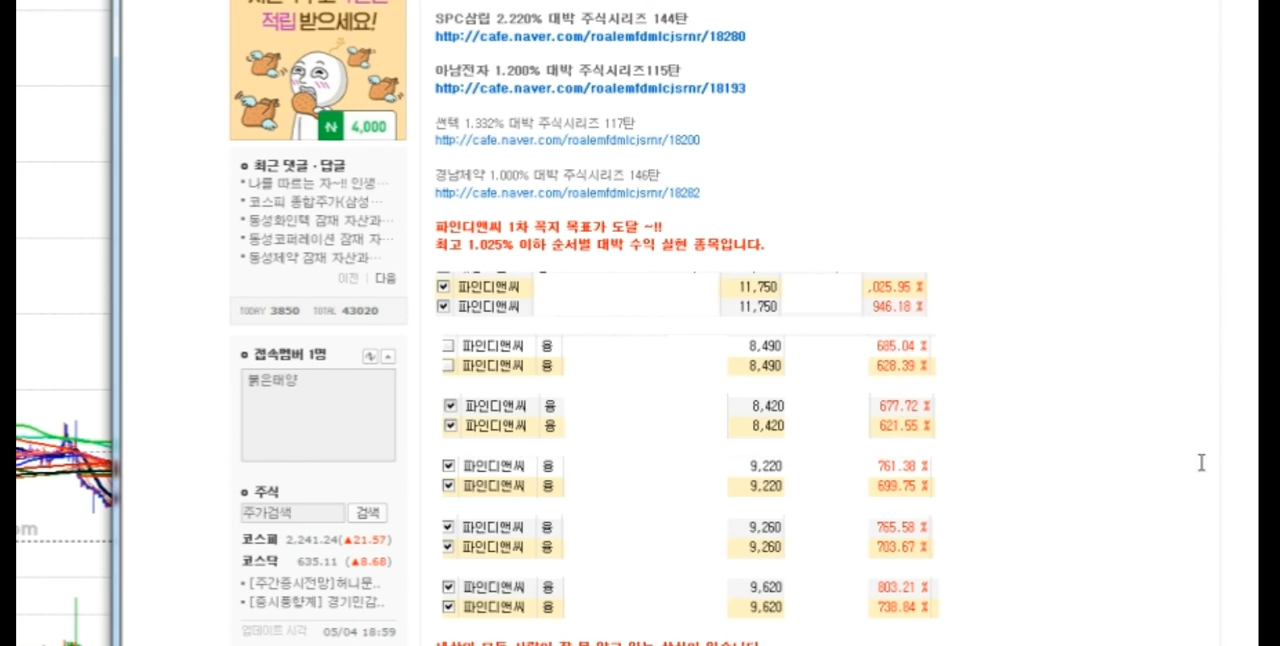 적립 받으세요!
N 4,000
최근 댓글 · 답글
나를 따르는 자~!! 인생…
코스피 종합주가(삼성…
동성화인텍 잠재 자산과…
동성코퍼레이션 잠재 자…
동성제약 잠재 자산과…
이전 | 다음
TODAY 3850 TOTAL 43020
접속멤버 1명
붉은태양
주식
주가검색 검색
코스피 2,241.24(▲21.57)
코스닥 635.11 (▲8.68)
[주간증시전망]허니문..
[증시풍향계] 경기민감..
업데이트 시각 05/04 18:59
om
SPC삼립 2.220% 대박 주식시리즈 144탄
http://cafe.naver.com/roalemfdmlcjsrnr/18280
아남전자 1.200% 대박 주식시리즈115탄
http://cafe.naver.com/roalemfdmlcjsrnr/18193
썬텍 1.332% 대박 주식시리즈 117탄
http://cafe.naver.com/roalemfdmlcjsrnr/18200
경남제약 1.000% 대박 주식시리즈 146탄
http://cafe.naver.com/roalemfdmlcjsrnr/18282
파인디앤씨 1차 꼭지 목표가 도달 ~!!
최고 1.025% 이하 순서별 대박 수익 실현 종목입니다.
파인디앤씨 11,750 ,025.95 %
파인디앤씨 11,750 946.18 %
파인디앤씨 융 8,490 685.04 %
파인디앤씨 융 8,490 628.39 %
파인디앤씨 융 8,420 677.72 %
파인디앤씨 융 8,420 621.55 %
파인디앤씨 융 9,220 761.38 %
파인디앤씨 융 9,220 699.75 %
파인디앤씨 융 9,260 765.58 %
파인디앤씨 융 9,260 703.67 %
파인디앤씨 융 9,620 803.21 %
파인디앤씨 융 9,620 738.84 %